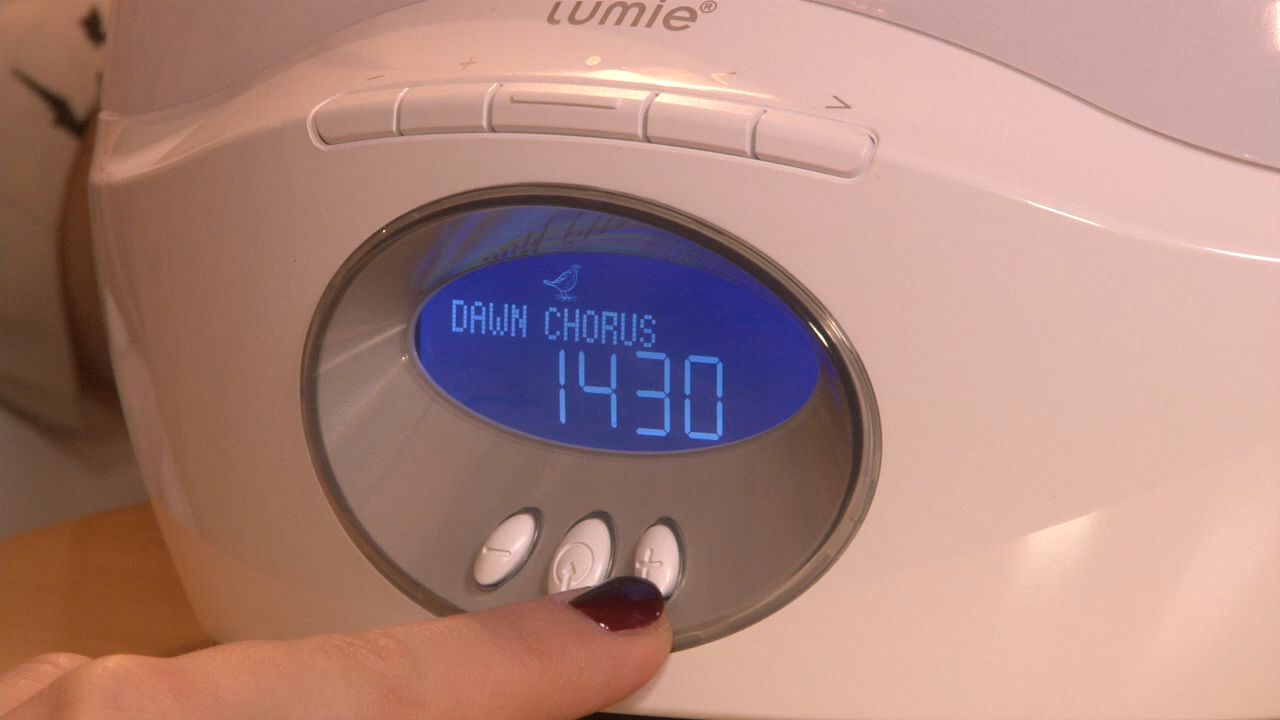 Lumie®
- + < >
DAWN CHORUS
1430
- +